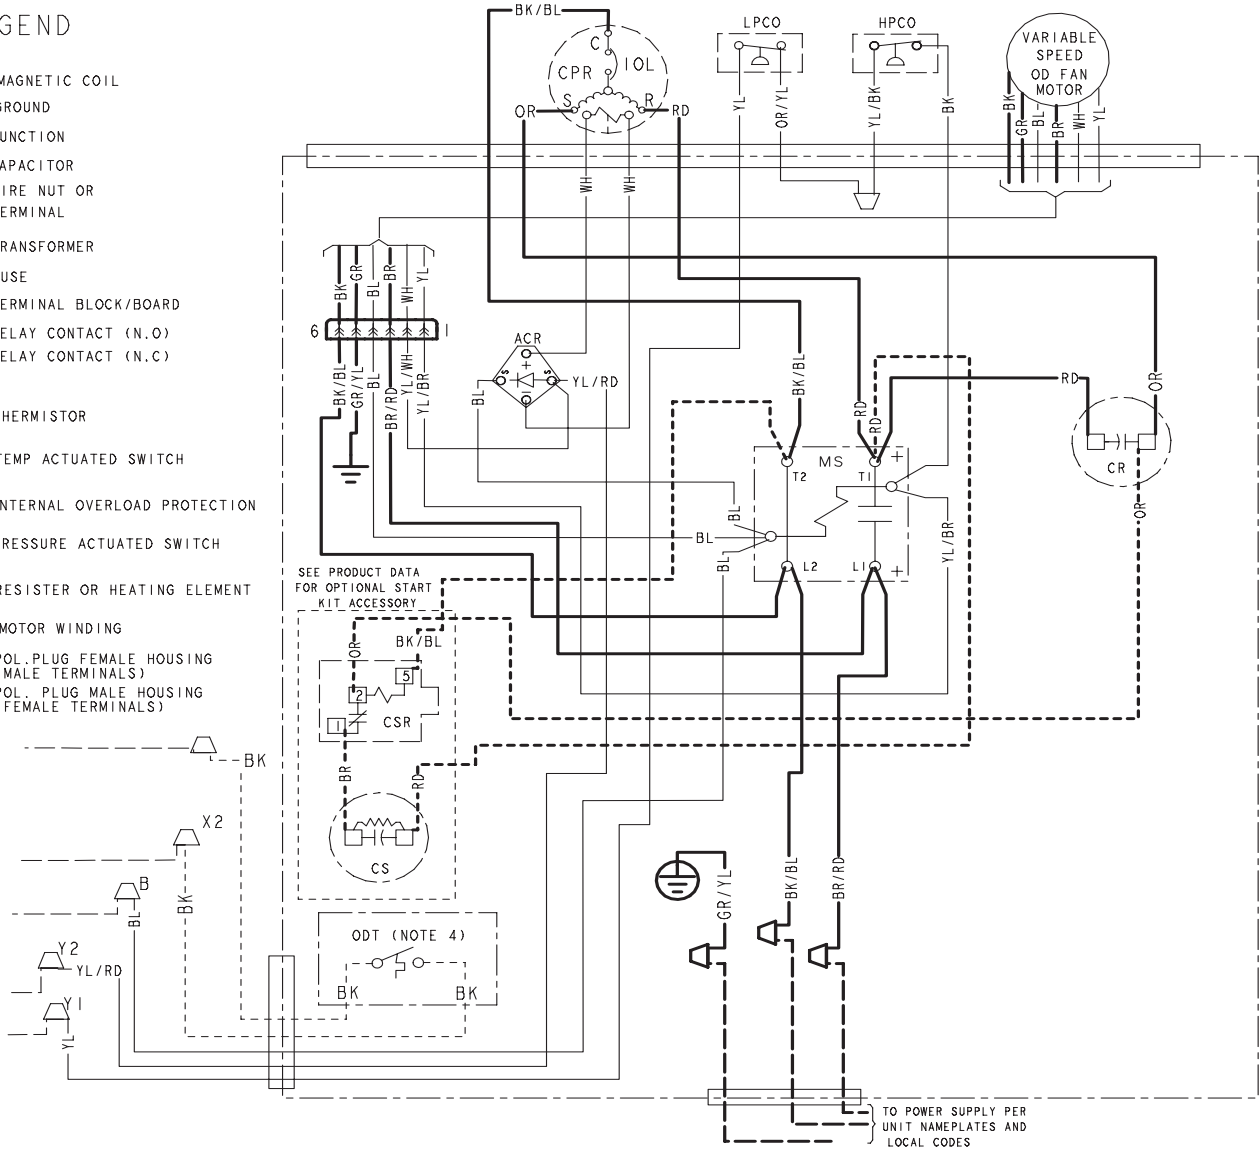 GEND
MAGNETIC COIL
GROUND
UNCTION
APACITOR
IRE NUT OR
ERMINAL
RANSFORMER
USE
ERMINAL BLOCK/BOARD
ELAY CONTACT (N.O)
ELAY CONTACT (N.C)
HERMISTOR
TEMP ACTUATED SWITCH
NTERNAL OVERLOAD PROTECTION
RESSURE ACTUATED SWITCH
RESISTER OR HEATING ELEMENT
MOTOR WINDING
POL.PLUG FEMALE HOUSING
MALE TERMINALS)
POL. PLUG MALE HOUSING
FEMALE TERMINALS)
BK/BL
C
CPR
IOL
S
R
OR
RD
WH
WH
LPCO
YL
OR/YL
HPCO
YL/BK
BK
VARIABLE
SPEED
OD FAN
MOTOR
BK
GR
BL
BR
WH
YL
BK
GR
BL
BR
WH
YL
6
1
BK/BL
GR/YL
BL
BR/RD
YL/WH
YL/BR
ACR
+
S
S
YL/RD
BL
BK/BL
RD
RD
RD
OR
CR
OR
MS
+
T2
T1
BL
BL
BL
L2
L1
+
YL/BR
SEE PRODUCT DATA
FOR OPTIONAL START
KIT ACCESSORY
OR
BK/BL
5
2
1
CSR
BR
RD
CS
BK
X2
BK
B
BL
Y2
YL/RD
Y1
YL
ODT (NOTE 4)
BK
BK
GR/YL
BK/BL
BR/RD
TO POWER SUPPLY PER
UNIT NAMEPLATES AND
LOCAL CODES